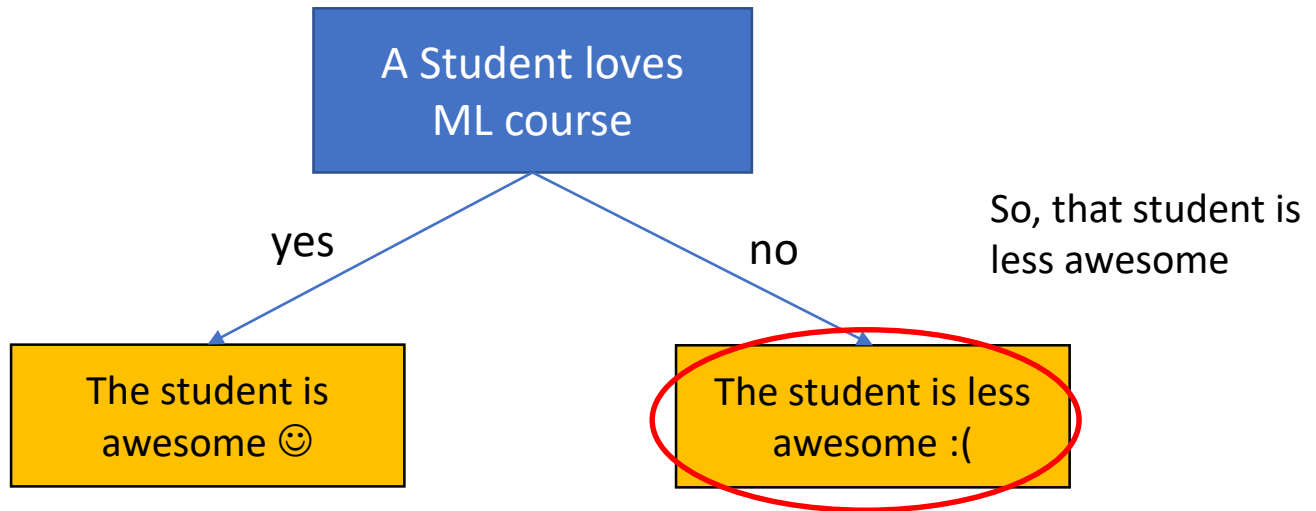 A Student loves
ML course
yes
no
So, that student is
less awesome
The student is
awesome ☺
The student is less
awesome :(